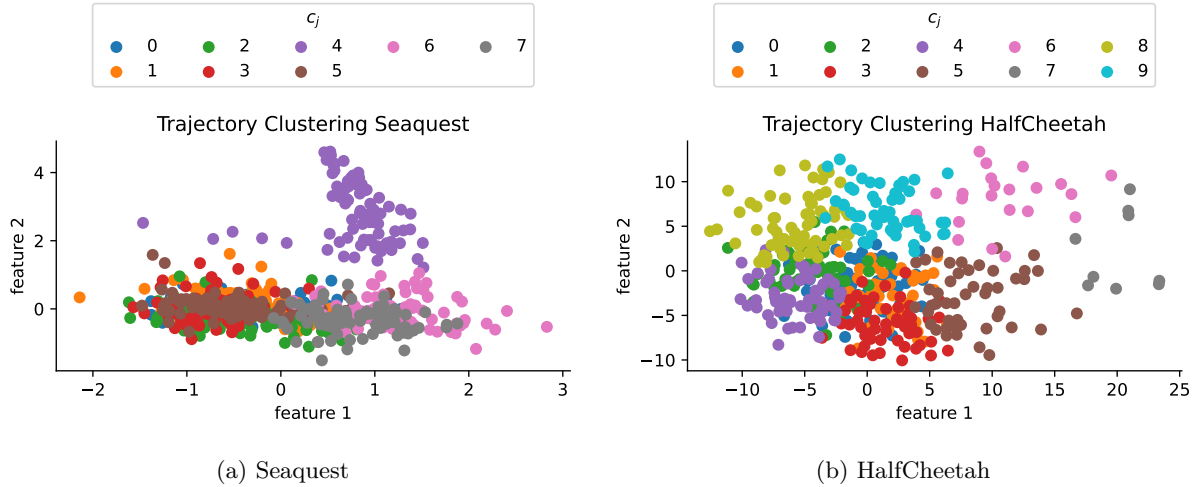 c_j
0 2 4 6 7
1 3 5
Trajectory Clustering Seaquest
feature 2
4
2
0
−2 −1 0 1 2 3
feature 1
(a) Seaquest
c_j
0 2 4 6 8
1 3 5 7 9
Trajectory Clustering HalfCheetah
feature 2
10
5
0
−5
−10
−10 −5 0 5 10 15 20 25
feature 1
(b) HalfCheetah